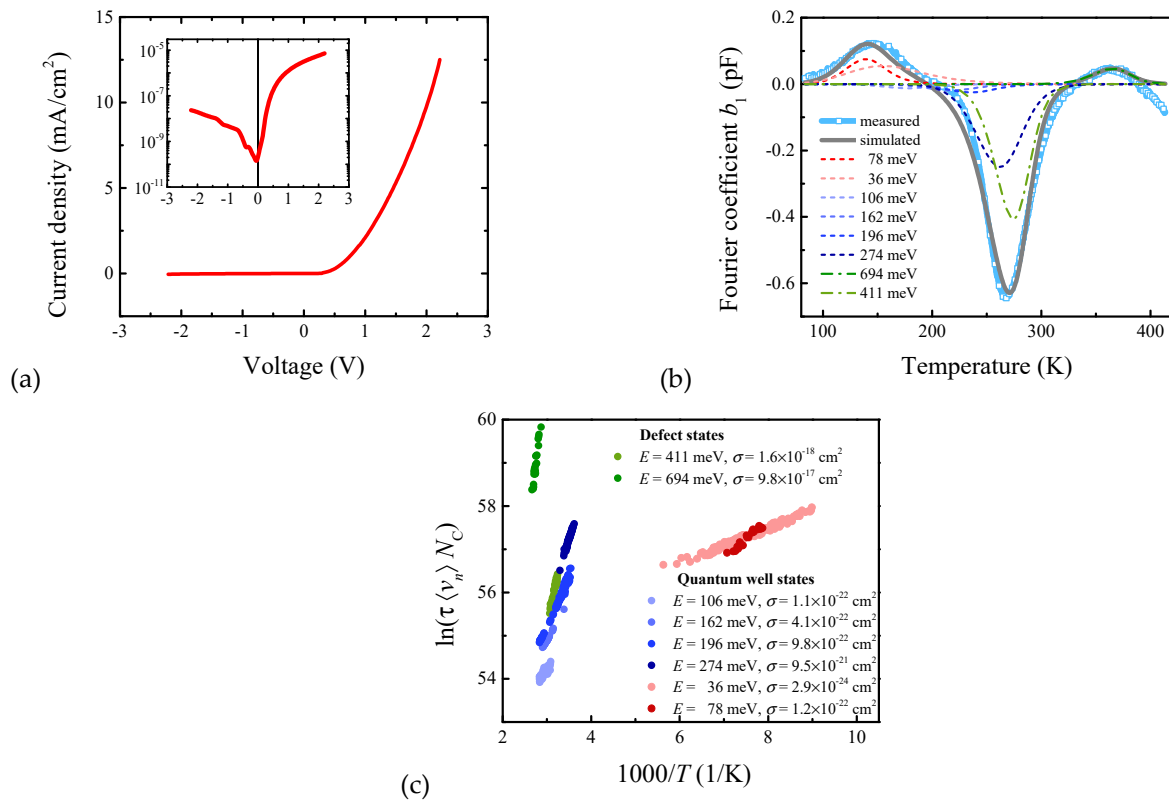 15
10
5
0
Current density (mA/cm²)
10⁻⁵
10⁻⁷
10⁻⁹
10⁻¹¹
-3 -2 -1 0 1 2 3
-3 -2 -1 0 1 2 3
Voltage (V)
(a)
0.2
0.0
-0.2
-0.4
-0.6
Fourier coefficient b₁ (pF)
measured
simulated
78 meV
36 meV
106 meV
162 meV
196 meV
274 meV
694 meV
411 meV
100 200 300 400
Temperature (K)
(b)
60
58
56
54
ln(τ ⟨vₙ⟩ N_C)
Defect states
E = 411 meV, σ = 1.6×10⁻¹⁸ cm²
E = 694 meV, σ = 9.8×10⁻¹⁷ cm²
Quantum well states
E = 106 meV, σ = 1.1×10⁻²² cm²
E = 162 meV, σ = 4.1×10⁻²² cm²
E = 196 meV, σ = 9.8×10⁻²² cm²
E = 274 meV, σ = 9.5×10⁻²¹ cm²
E = 36 meV, σ = 2.9×10⁻²⁴ cm²
E = 78 meV, σ = 1.2×10⁻²² cm²
2 4 6 8 10
1000/T (1/K)
(c)